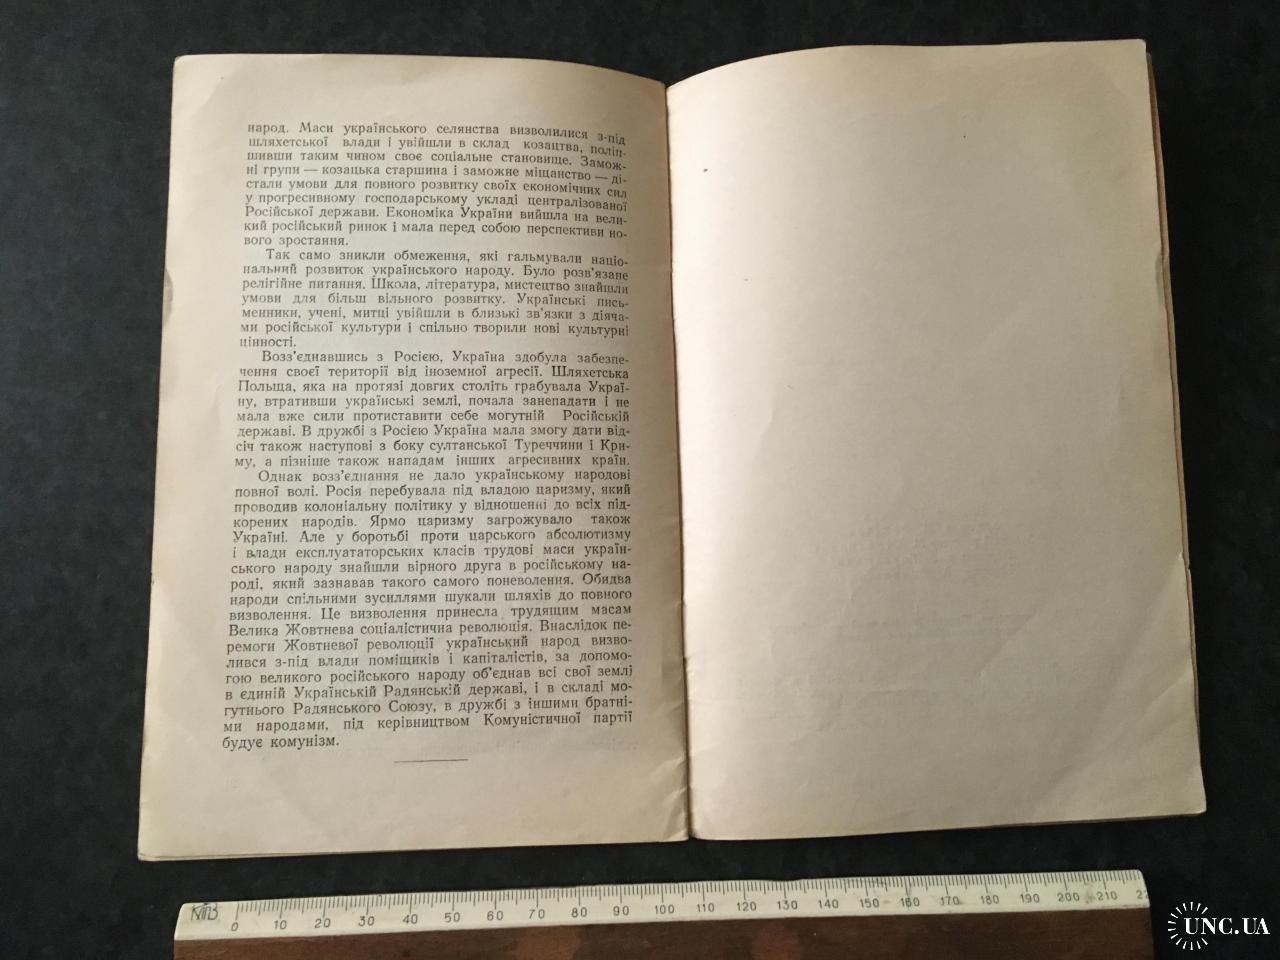 народ. Маси українського селянства визволилися з-під
шляхетської влади і увійшли в склад козацтва, поліп-
шивши таким чином своє соціальне становище. Замож-
ні групи — козацька старшина і заможне міщанство — ді-
стали умови для повного розвитку своїх економічних сил
у прогресивному господарському укладі централізованої
Російської держави. Економіка України вийшла на вели-
кий російський ринок і мала перед собою перспективи но-
вого зростання.
Так само зникли обмеження, які гальмували націо-
нальний розвиток українського народу. Було розв'язане
релігійне питання. Школа, література, мистецтво знайшли
умови для більш вільного розвитку. Українські пись-
менники, учені, митці увійшли в близькі зв'язки з діяча-
ми російської культури і спільно творили нові культурні
цінності.
Возз'єднавшись з Росією, Україна здобула забезпе-
чення своєї території від іноземної агресії. Шляхетська
Польща, яка на протязі довгих століть грабувала Украї-
ну, втративши українські землі, почала занепадати і не
мала вже сили протиставити себе могутній Російській
державі. В дружбі з Росією Україна мала змогу дати від-
січ також наступові з боку султанської Туреччини і Кри-
му, а пізніше також нападам інших агресивних країн.
Однак возз'єднання не дало українському народові
повної волі. Росія перебувала під владою царизму, який
проводив колоніальну політику у відношенні до всіх під-
корених народів. Ярмо царизму загрожувало також
Україні. Але у боротьбі проти царського абсолютизму
і влади експлуататорських класів трудові маси україн-
ського народу знайшли вірного друга в російському на-
роді, який зазнавав такого самого поневолення. Обидва
народи спільними зусиллями шукали шляхів до повного
визволення. Це визволення принесла трудящим масам
Велика Жовтнева соціалістична революція. Внаслідок пе-
ремоги Жовтневої революції український народ визво-
лився з-під влади поміщиків і капіталістів, за допомо-
гою великого російського народу об'єднав всі свої землі
в єдиній Українській Радянській державі, і в складі мо-
гутнього Радянського Союзу, в дружбі з іншими братні-
ми народами, під керівництвом Комуністичної партії
будує комунізм.
0 10 20 30 40 50 60 70 80 90 100 110 120 130 140 150 160 170 180 190 200 210
UNC.UA